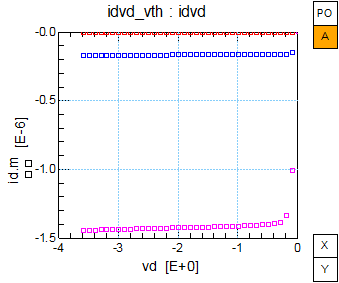 idvd_vth : idvd
PO
A
-0.0
-0.5
-1.0
-1.5
id.m [E-6]
-4
-3
-2
-1
0
vd [E+0]
X
Y